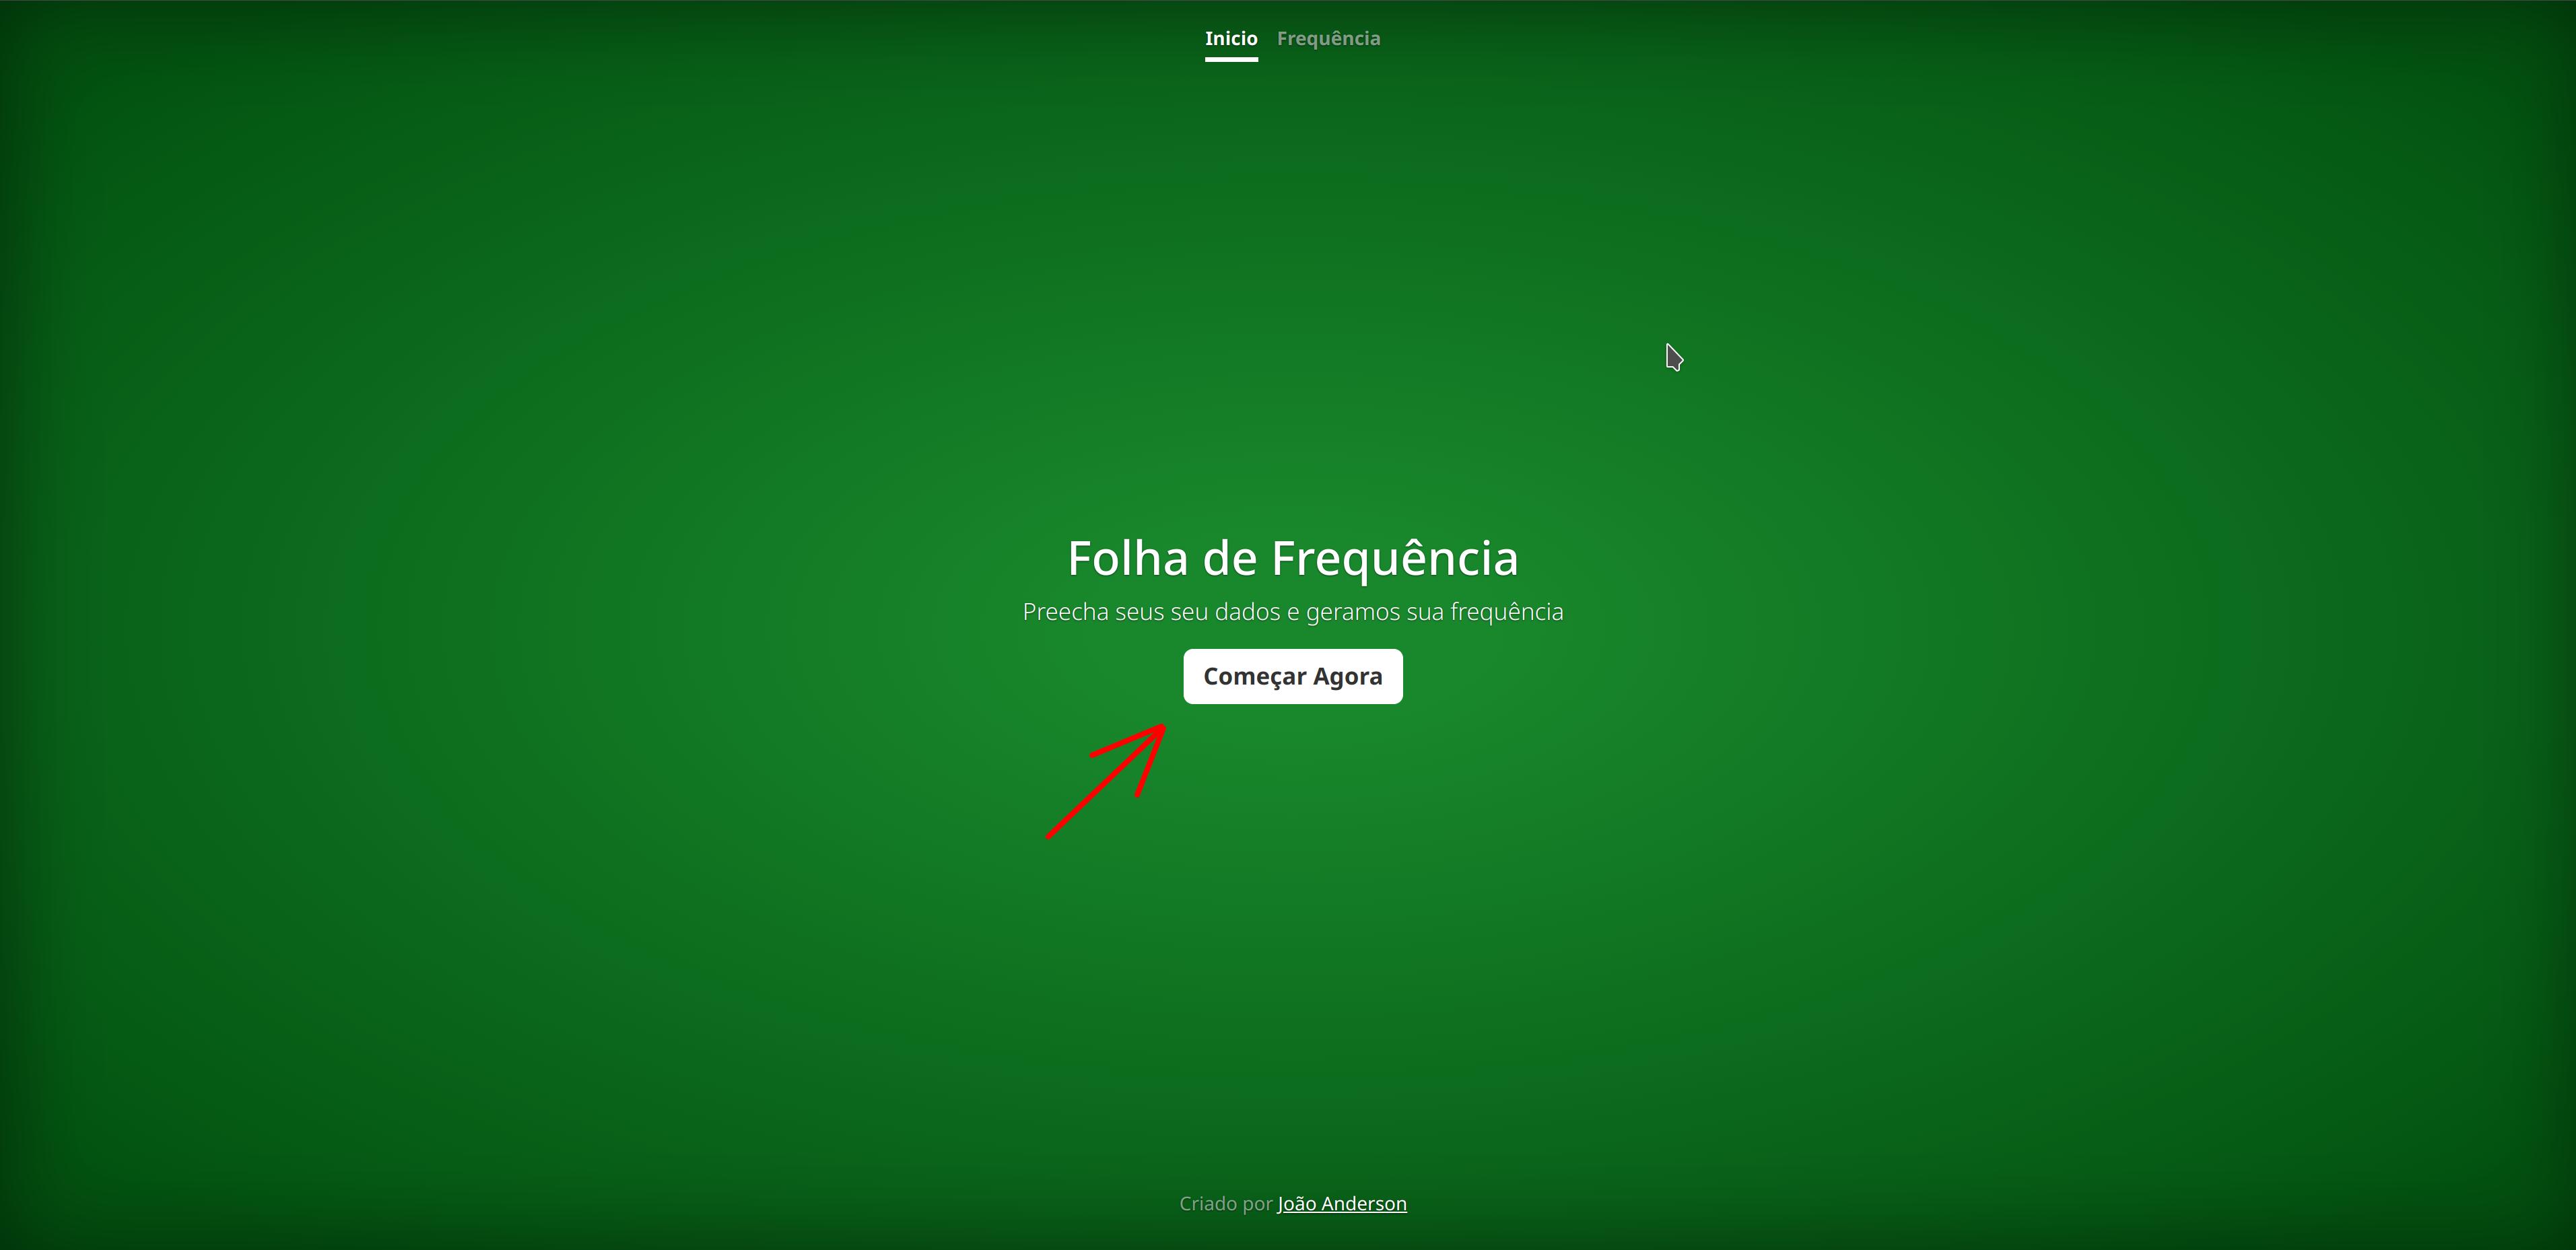 Inicio Frequência
Folha de Frequência
Preecha seus seu dados e geramos sua frequência
Começar Agora
Criado por João Anderson